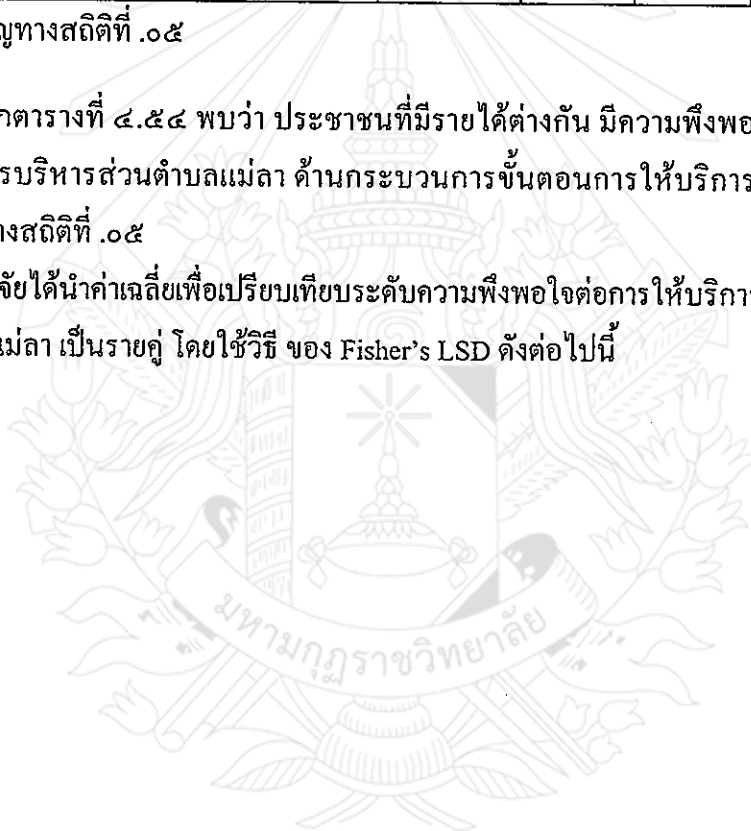 ญทางสถิติที่ .๐๕
กตารางที่ ๔.๕๔ พบว่า ประชาชนที่มีรายได้ต่างกัน มีความพึงพอ
รบริหารส่วนตำบลแม่ลา ด้านกระบวนการขั้นตอนการให้บริการ
างสถิติที่ .๐๕
จัยได้นำค่าเฉลี่ยเพื่อเปรียบเทียบระดับความพึงพอใจต่อการให้บริกา
แม่ลา เป็นรายคู่ โดยใช้วิธี ของ Fisher's LSD ดังต่อไปนี้
มหามกุฏราชวิทยาลัย